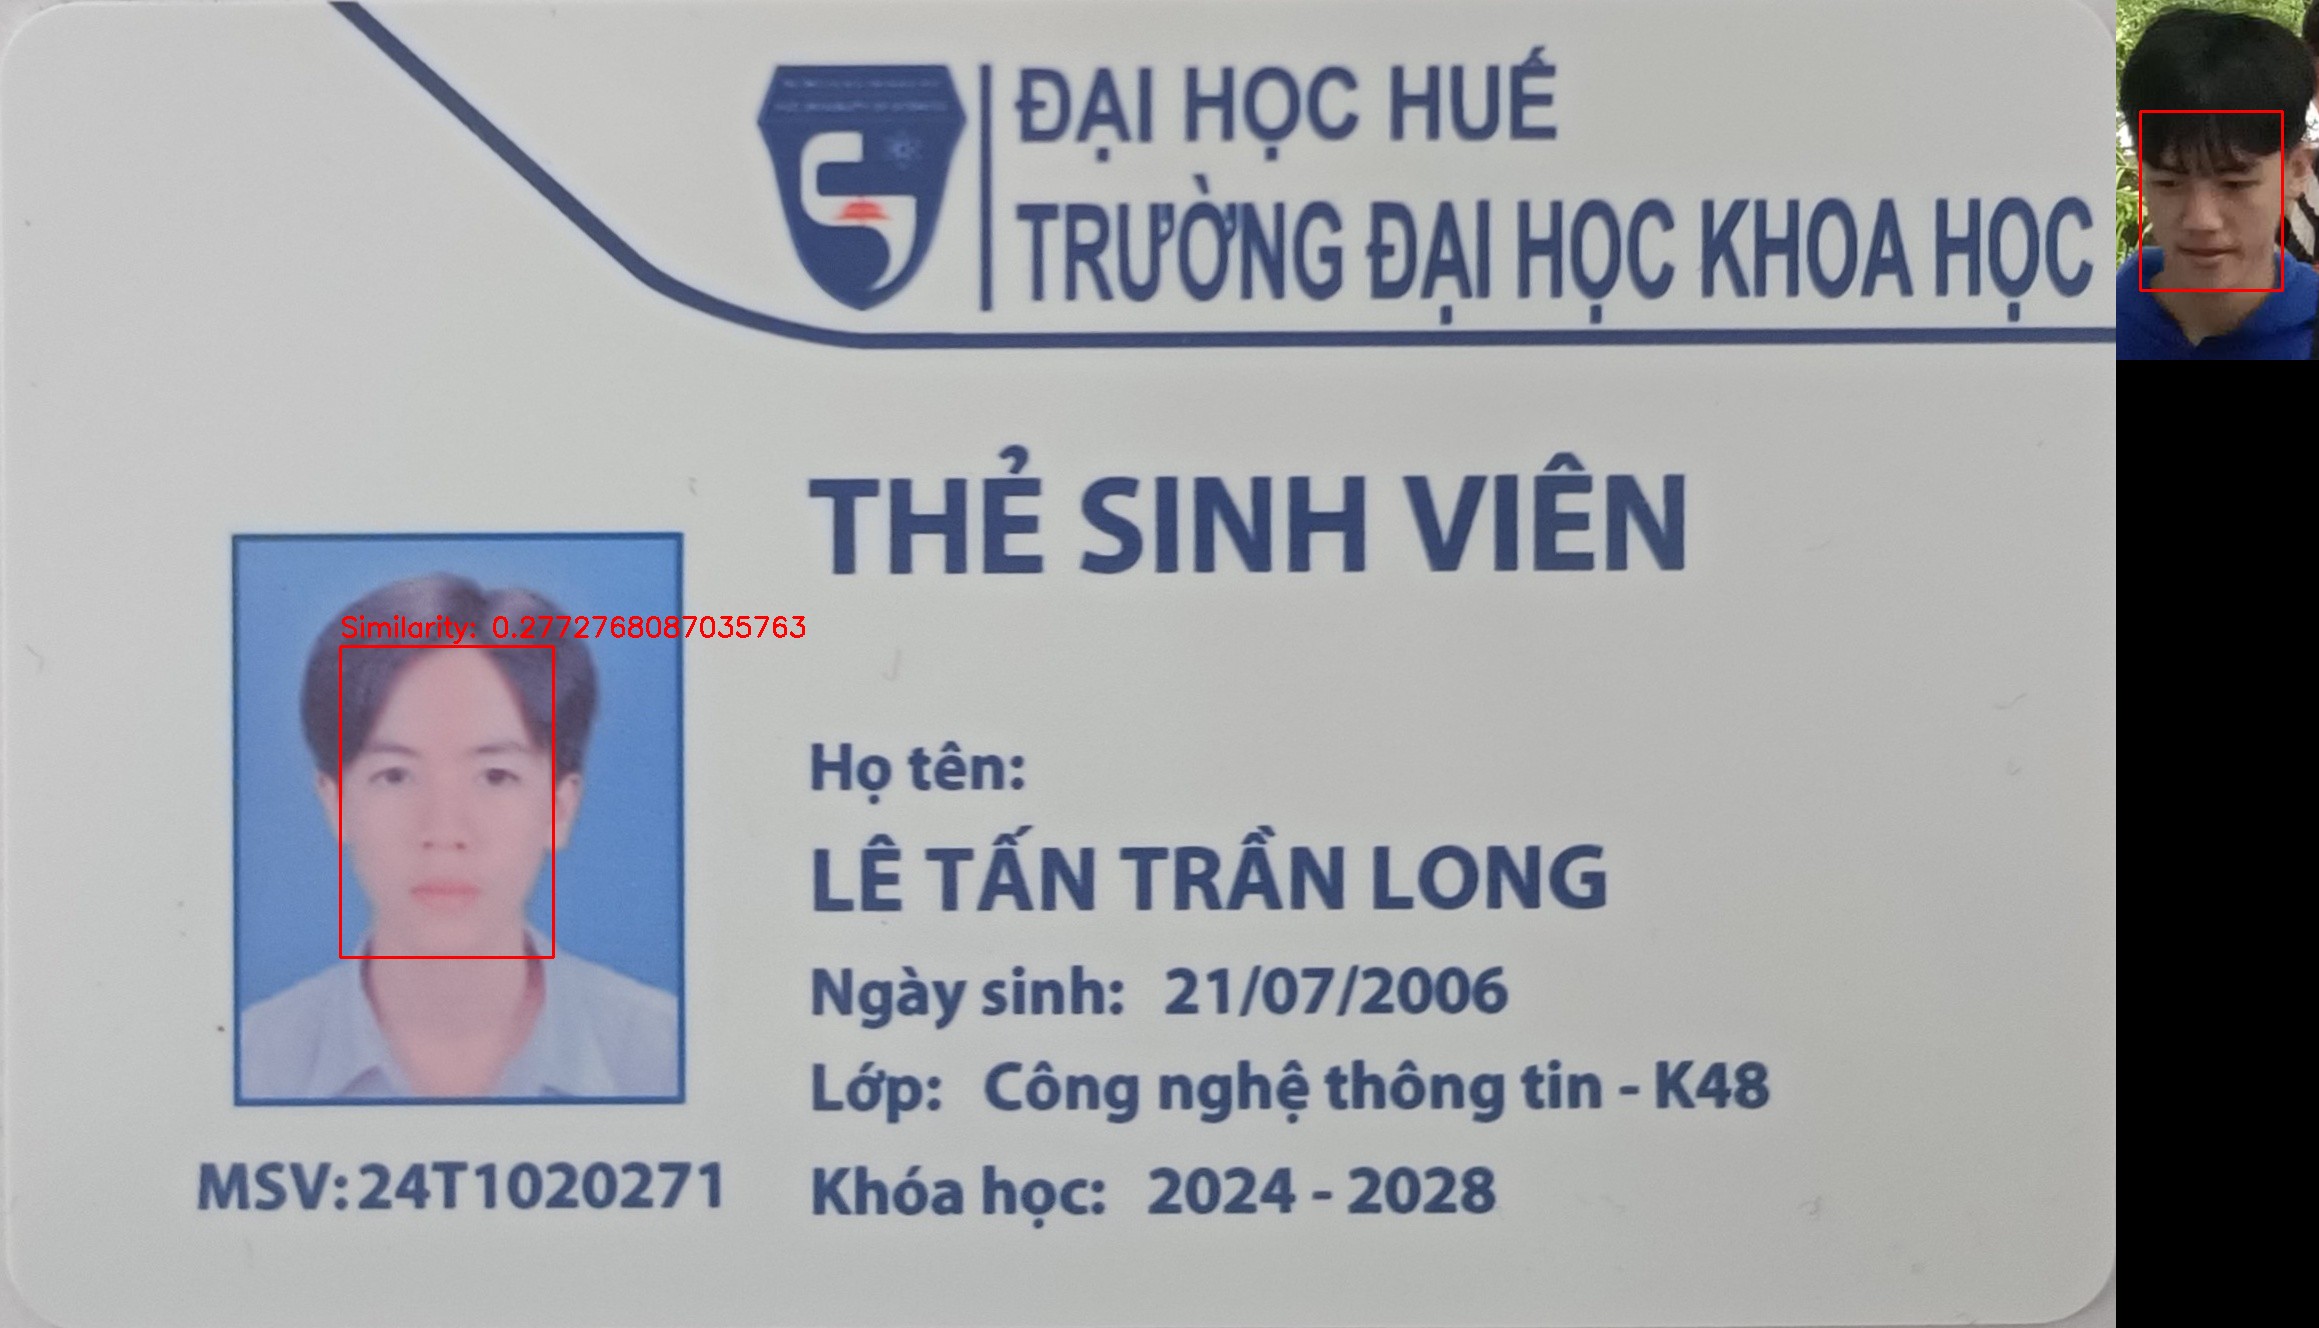 ĐẠI HỌC HUẾ
TRƯỜNG ĐẠI HỌC KHOA HỌC
THẺ SINH VIÊN
Similarity: 0.2772768087035763
Họ tên:
LÊ TẤN TRẦN LONG
Ngày sinh: 21/07/2006
Lớp: Công nghệ thông tin - K48
MSV: 24T1020271
Khóa học: 2024 - 2028